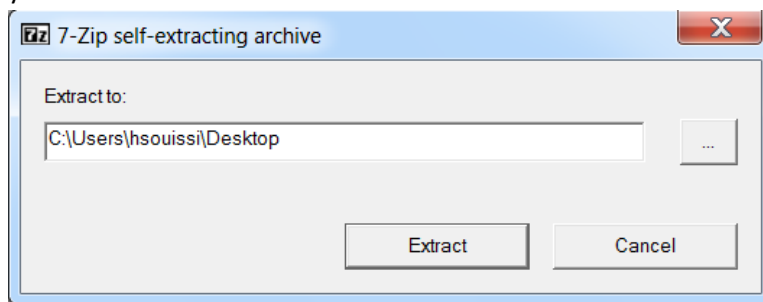 7z 7-Zip self-extracting archive
X
Extract to:
C:\Users\hsouissi\Desktop
...
Extract Cancel